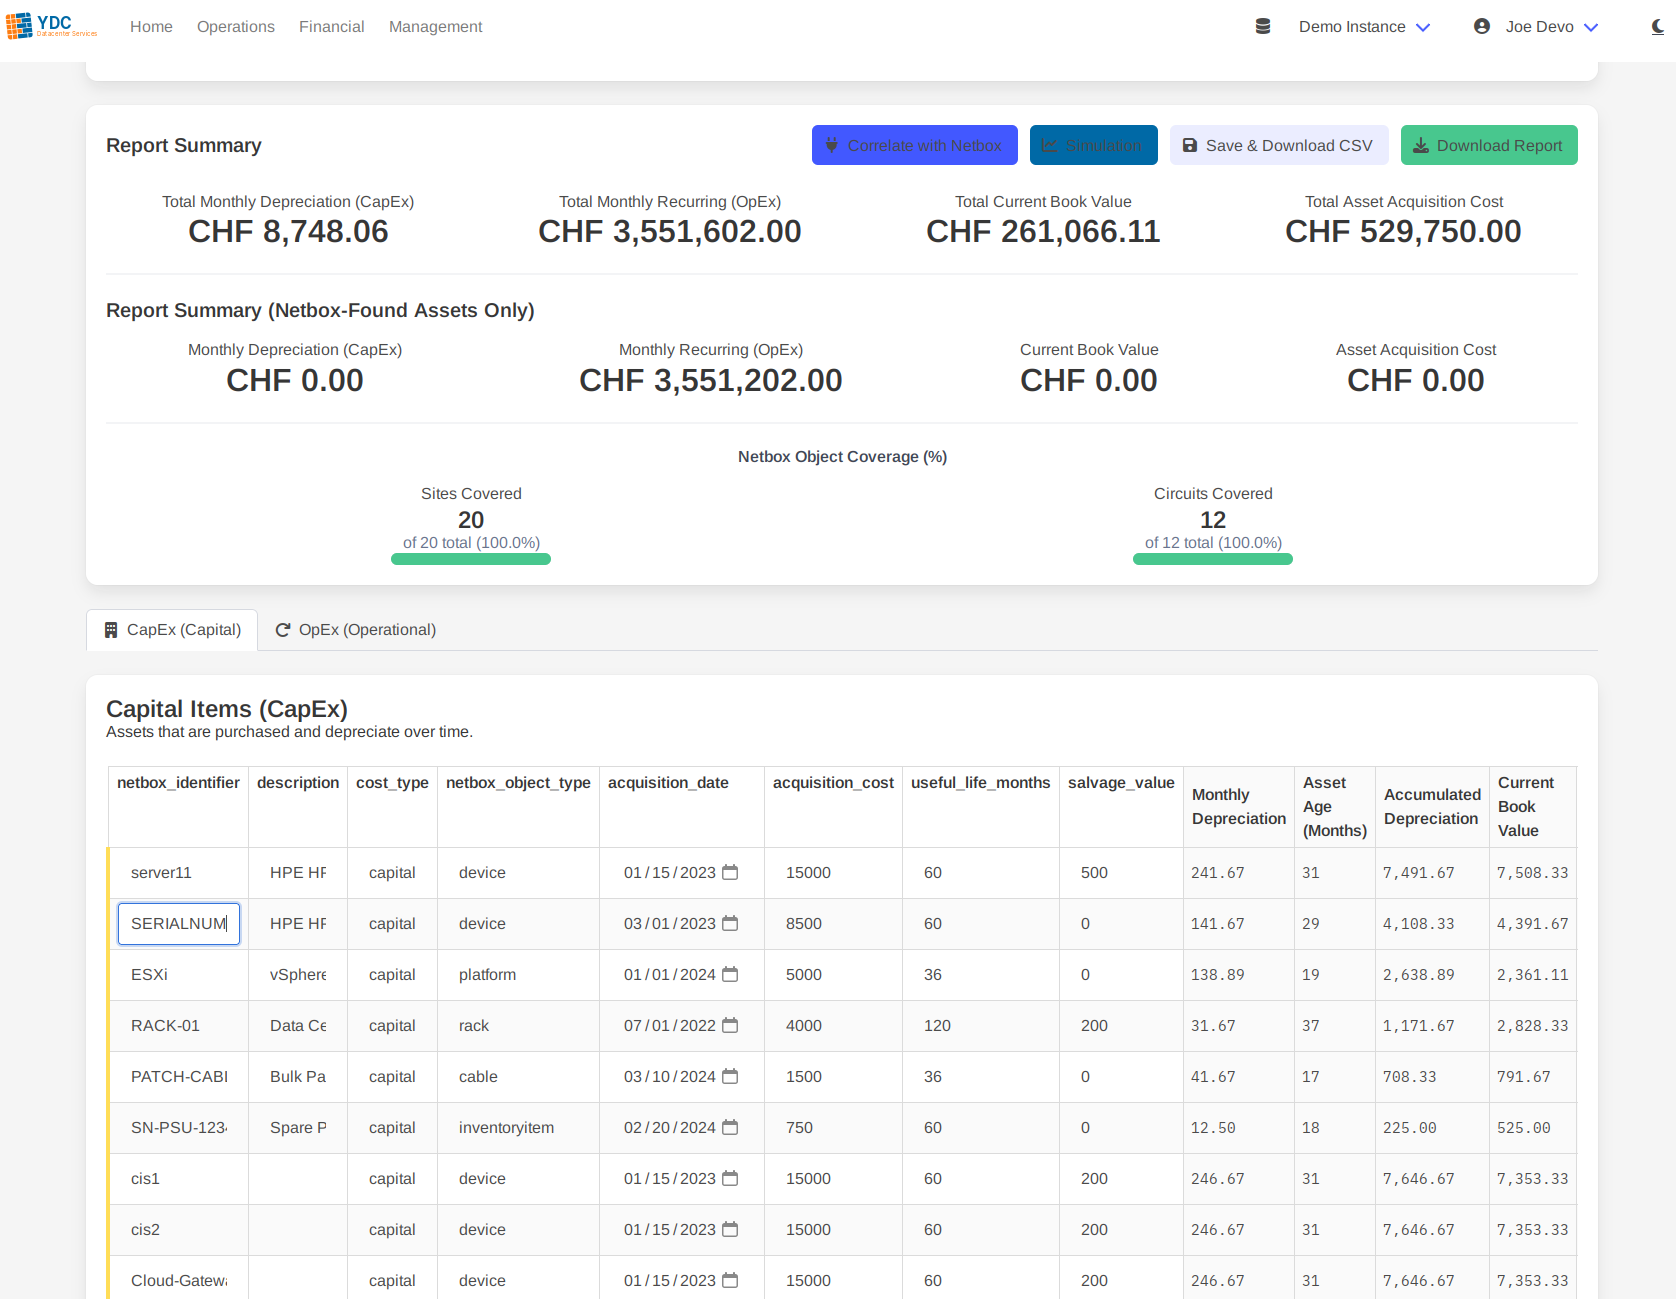 YDC
Datacenter Services
Home Operations Financial Management Demo Instance Joe Devo
Report Summary
Correlate with Netbox Simulation Save & Download CSV Download Report
Total Monthly Depreciation (CapEx) Total Monthly Recurring (OpEx) Total Current Book Value Total Asset Acquisition Cost
CHF 8,748.06 CHF 3,551,602.00 CHF 261,066.11 CHF 529,750.00
Report Summary (Netbox-Found Assets Only)
Monthly Depreciation (CapEx) Monthly Recurring (OpEx) Current Book Value Asset Acquisition Cost
CHF 0.00 CHF 3,551,202.00 CHF 0.00 CHF 0.00
Netbox Object Coverage (%)
Sites Covered Circuits Covered
20 12
of 20 total (100.0%) of 12 total (100.0%)
CapEx (Capital) OpEx (Operational)
Capital Items (CapEx)
Assets that are purchased and depreciate over time.
netbox_identifier description cost_type netbox_object_type acquisition_date acquisition_cost useful_life_months salvage_value Monthly Depreciation Asset Age (Months) Accumulated Depreciation Current Book Value
server11 HPE HF capital device 01/15/2023 15000 60 500 241.67 31 7,491.67 7,508.33
SERIALNUM HPE HF capital device 03/01/2023 8500 60 0 141.67 29 4,108.33 4,391.67
ESXi vSphere capital platform 01/01/2024 5000 36 0 138.89 19 2,638.89 2,361.11
RACK-01 Data Ce capital rack 07/01/2022 4000 120 200 31.67 37 1,171.67 2,828.33
PATCH-CABI Bulk Pa capital cable 03/10/2024 1500 36 0 41.67 17 708.33 791.67
SN-PSU-1234 Spare P capital inventoryitem 02/20/2024 750 60 0 12.50 18 225.00 525.00
cis1 capital device 01/15/2023 15000 60 200 246.67 31 7,646.67 7,353.33
cis2 capital device 01/15/2023 15000 60 200 246.67 31 7,646.67 7,353.33
Cloud-Gatewa capital device 01/15/2023 15000 60 200 246.67 31 7,646.67 7,353.33